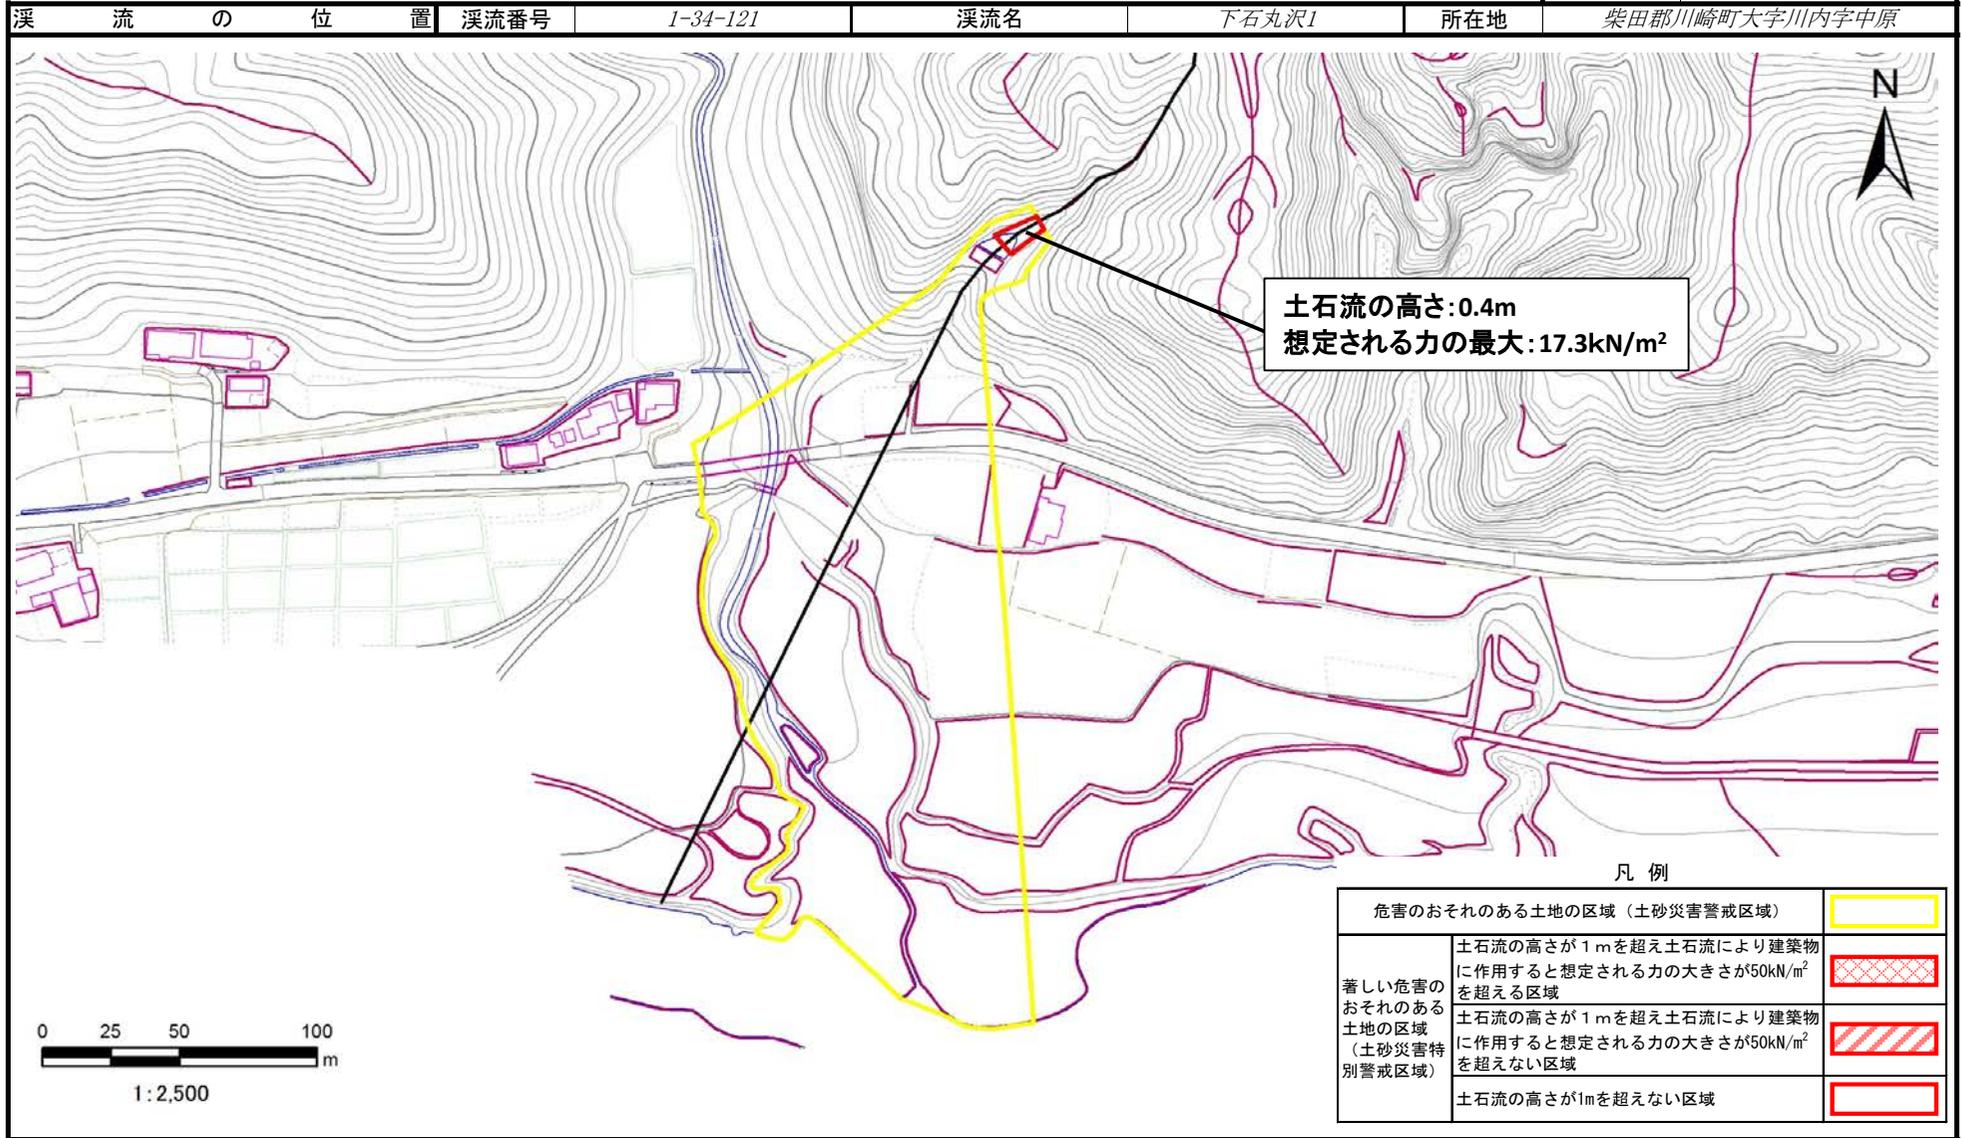 溪流の位置 渓流番号 1-34-121 渓流名 下石丸沢1 所在地 柴田郡川崎町大字川内字中原
N
土石流の高さ:0.4m
想定される力の最大:17.3kN/m²
凡 例
危害のおそれのある土地の区域（土砂災害警戒区域）
著しい危害の
おそれのある
土地の区域
（土砂災害特
別警戒区域）
土石流の高さが１ｍを超え土石流により建築物
に作用すると想定される力の大きさが50kN/m²
を超える区域
土石流の高さが１ｍを超え土石流により建築物
に作用すると想定される力の大きさが50kN/m²
を超えない区域
土石流の高さが1mを超えない区域
0 25 50 100
m
1:2,500